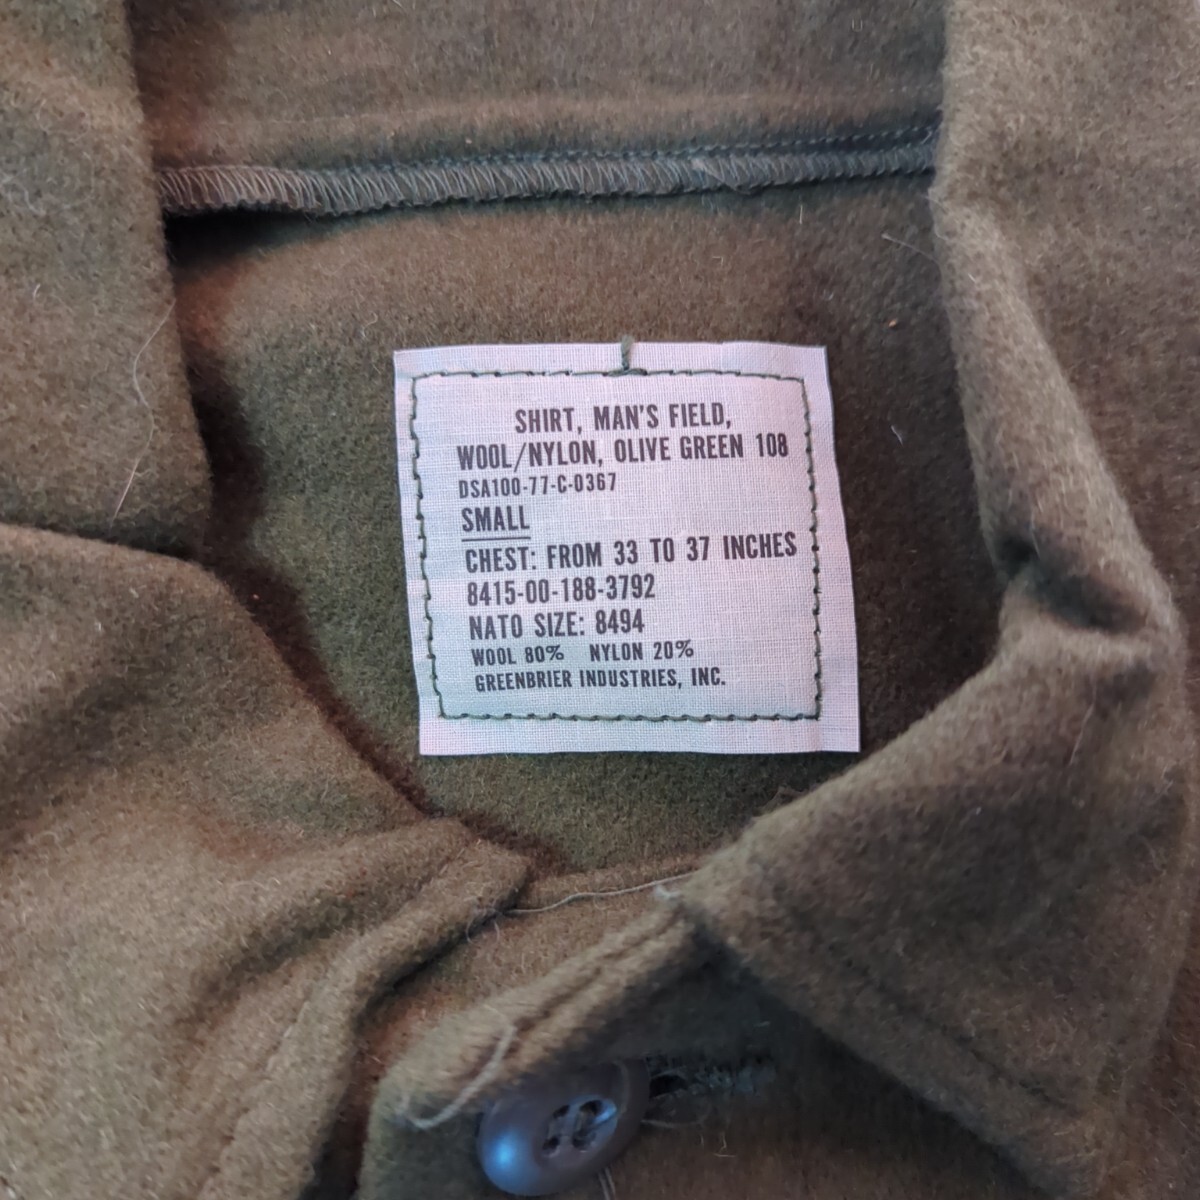 SHIRT, MAN'S FIELD,
WOOL/NYLON, OLIVE GREEN 108
DSA100-77-C-0367
SMALL
CHEST: FROM 33 TO 37 INCHES
8415-00-188-3792
NATO SIZE: 8494
WOOL 80% NYLON 20%
GREENBRIER INDUSTRIES, INC.